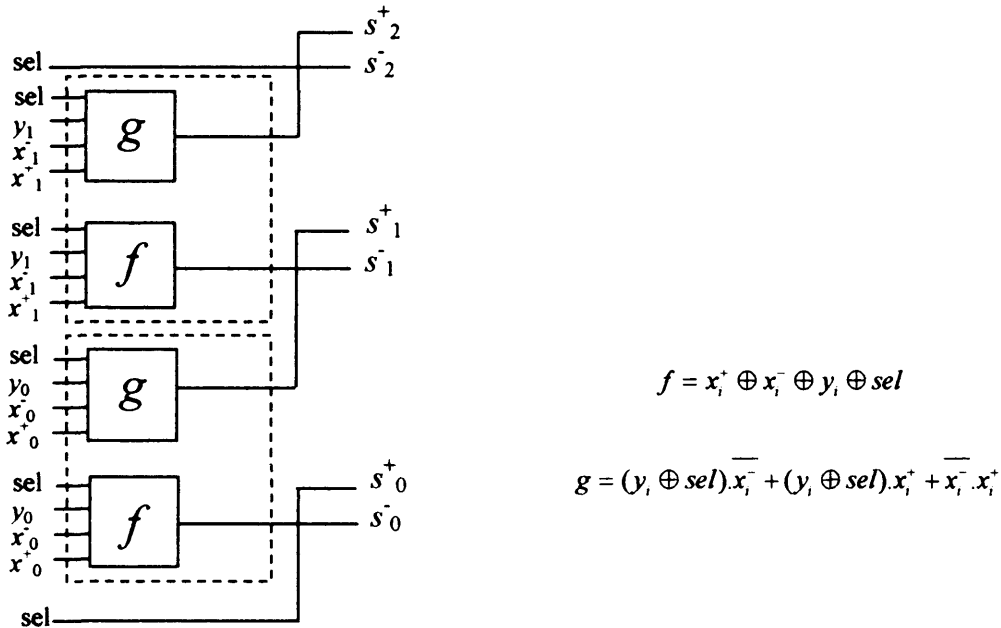 s⁺₂
sel s⁻₂
sel
y₁
x⁻₁
x⁺₁
g
sel
y₁
x⁻₁
x⁺₁
f
s⁺₁
s⁻₁
sel
y₀
x⁻₀
x⁺₀
g
sel
y₀
x⁻₀
x⁺₀
f
s⁺₀
s⁻₀
sel
f = xᵢ⁺ ⊕ xᵢ⁻ ⊕ yᵢ ⊕ sel
g = (yᵢ ⊕ sel).x̅ᵢ⁻ + (yᵢ ⊕ sel).xᵢ⁺ + x̅ᵢ⁻.xᵢ⁺